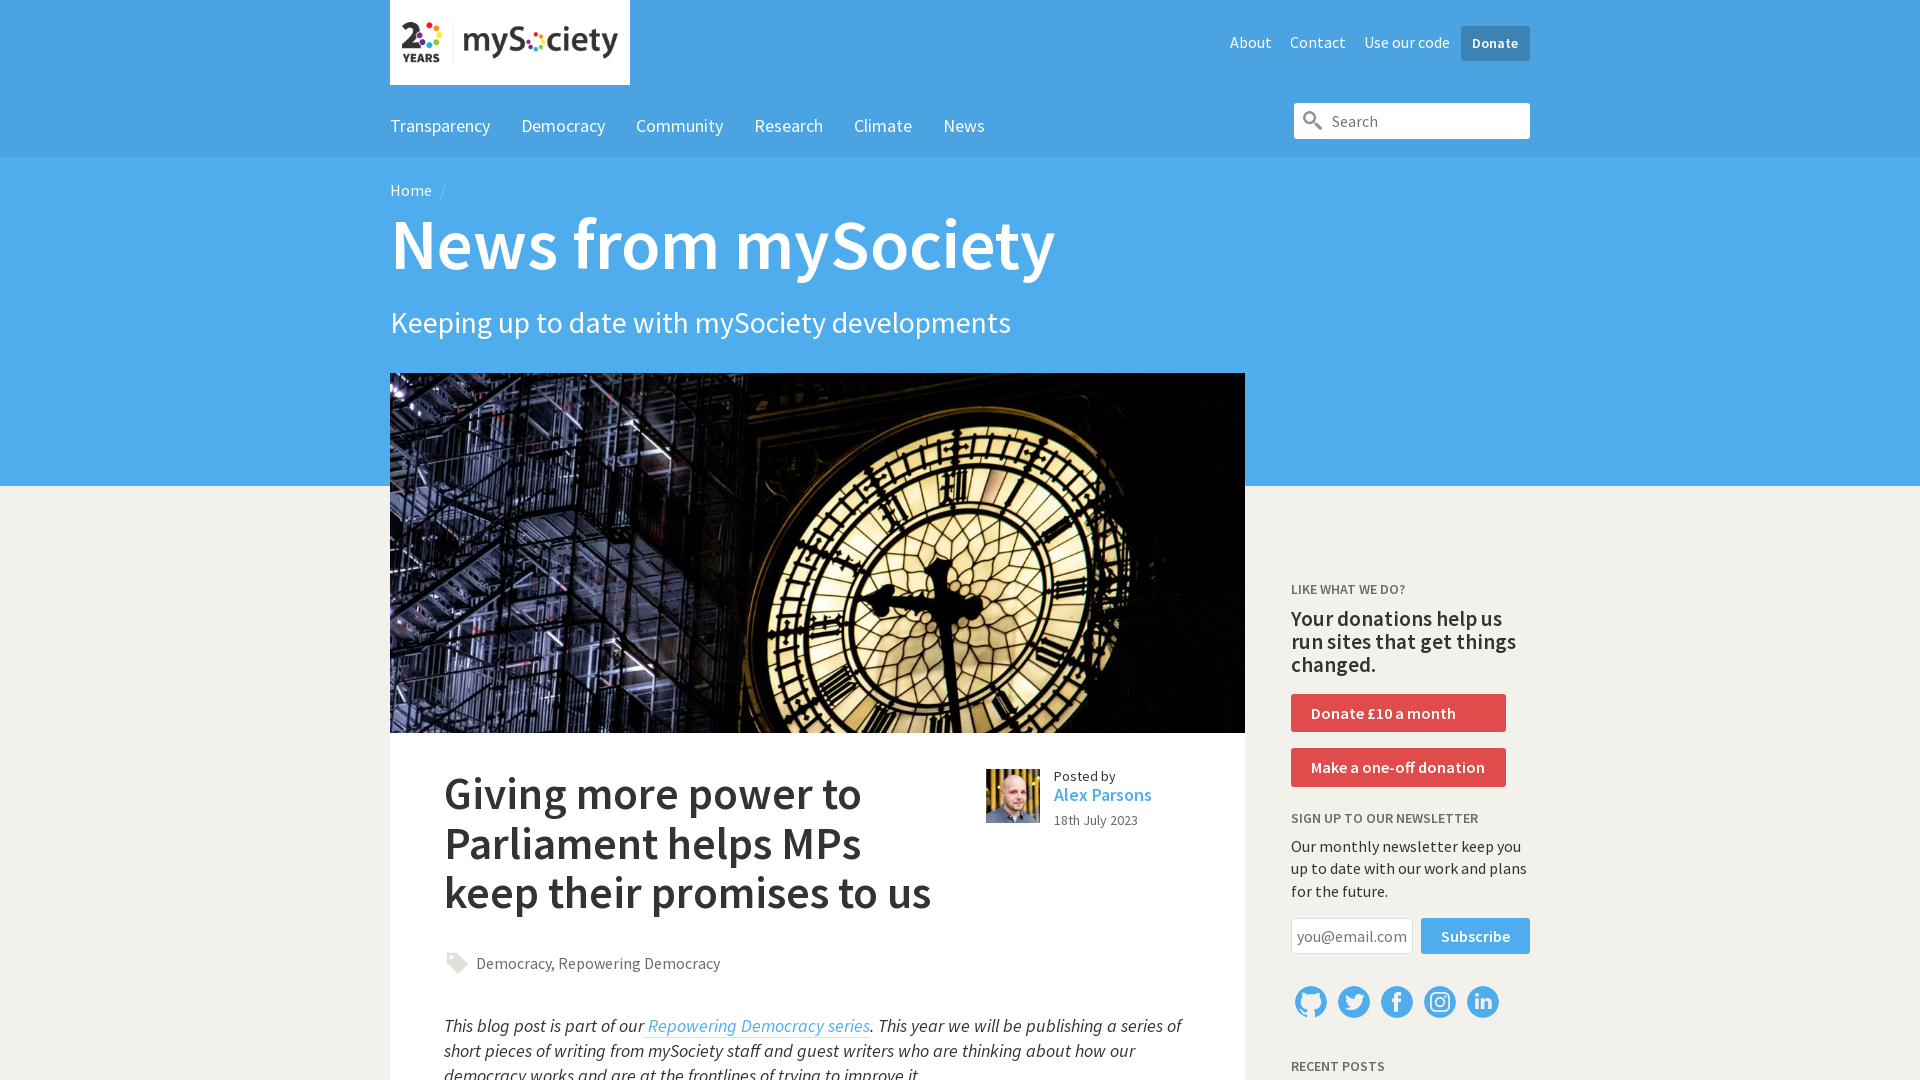 20 YEARS mySociety
About Contact Use our code Donate
Transparency Democracy Community Research Climate News
Search
Home /
News from mySociety
Keeping up to date with mySociety developments
Giving more power to
Parliament helps MPs
keep their promises to us
Posted by
Alex Parsons
18th July 2023
Democracy, Repowering Democracy
This blog post is part of our Repowering Democracy series. This year we will be publishing a series of
short pieces of writing from mySociety staff and guest writers who are thinking about how our
democracy works and are at the frontlines of trying to improve it.
LIKE WHAT WE DO?
Your donations help us
run sites that get things
changed.
Donate £10 a month
Make a one-off donation
SIGN UP TO OUR NEWSLETTER
Our monthly newsletter keep you
up to date with our work and plans
for the future.
you@email.com Subscribe
RECENT POSTS